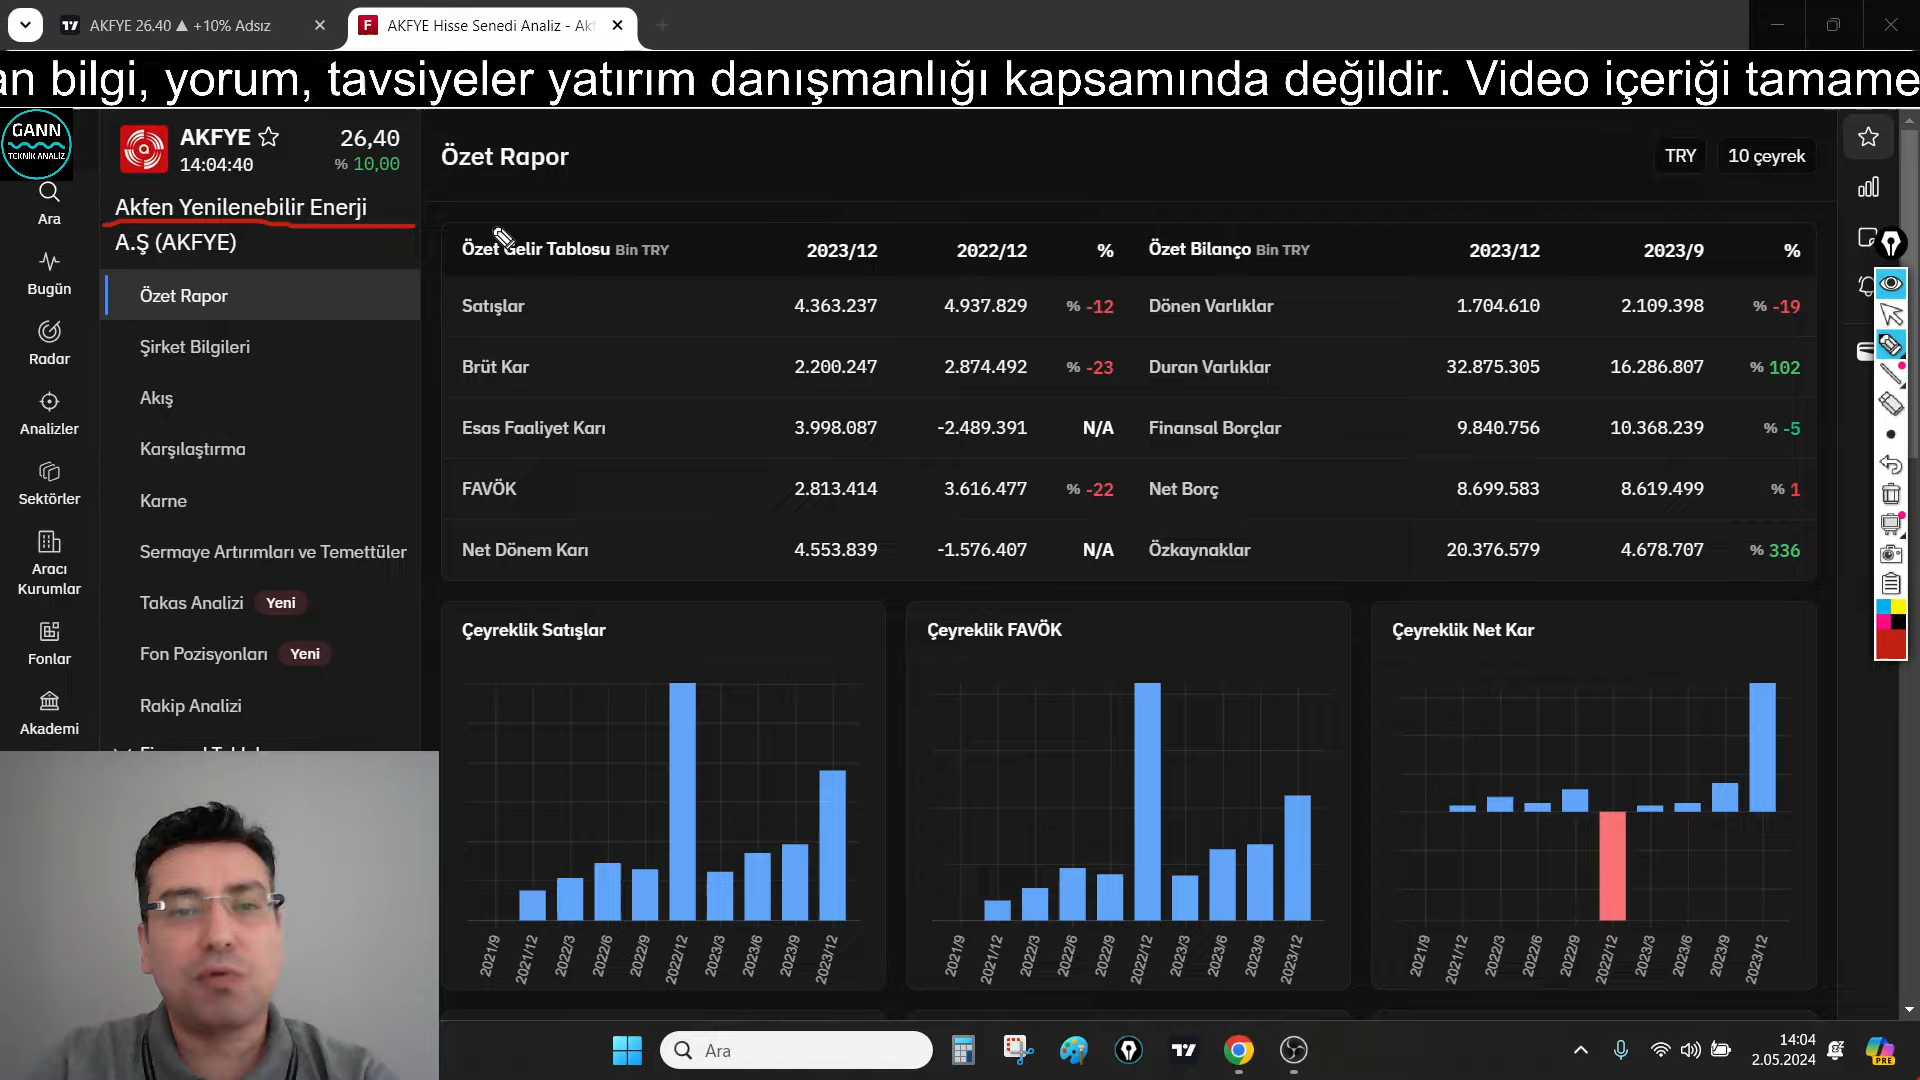 AKFYE 26.40 ▲ +10% Adsız
AKFYE Hisse Senedi Analiz - Ak
an bilgi, yorum, tavsiyeler yatırım danışmanlığı kapsamında değildir. Video içeriği tamame
GANN
TEKNİK ANALİZ
Ara
Bugün
Radar
Analizler
Sektörler
Aracı
Kurumlar
Fonlar
Akademi
AKFYE 26,40
14:04:40 % 10,00
Akfen Yenilenebilir Enerji
A.Ş (AKFYE)
Özet Rapor
Şirket Bilgileri
Akış
Karşılaştırma
Karne
Sermaye Artırımları ve Temettüler
Takas Analizi Yeni
Fon Pozisyonları Yeni
Rakip Analizi
Özet Rapor TRY 10 çeyrek
Özet Gelir Tablosu Bin TRY 2023/12 2022/12 % Özet Bilanço Bin TRY 2023/12 2023/9 %
Satışlar 4.363.237 4.937.829 % -12 Dönen Varlıklar 1.704.610 2.109.398 % -19
Brüt Kar 2.200.247 2.874.492 % -23 Duran Varlıklar 32.875.305 16.286.807 % 102
Esas Faaliyet Karı 3.998.087 -2.489.391 N/A Finansal Borçlar 9.840.756 10.368.239 % -5
FAVÖK 2.813.414 3.616.477 % -22 Net Borç 8.699.583 8.619.499 % 1
Net Dönem Karı 4.553.839 -1.576.407 N/A Özkaynaklar 20.376.579 4.678.707 % 336
Çeyreklik Satışlar
2021/9 2021/12 2022/3 2022/6 2022/9 2022/12 2023/3 2023/6 2023/9 2023/12
Çeyreklik FAVÖK
2021/9 2021/12 2022/3 2022/6 2022/9 2022/12 2023/3 2023/6 2023/9 2023/12
Çeyreklik Net Kar
2021/9 2021/12 2022/3 2022/6 2022/9 2022/12 2023/3 2023/6 2023/9 2023/12
Ara
14:04
2.05.2024
PRE